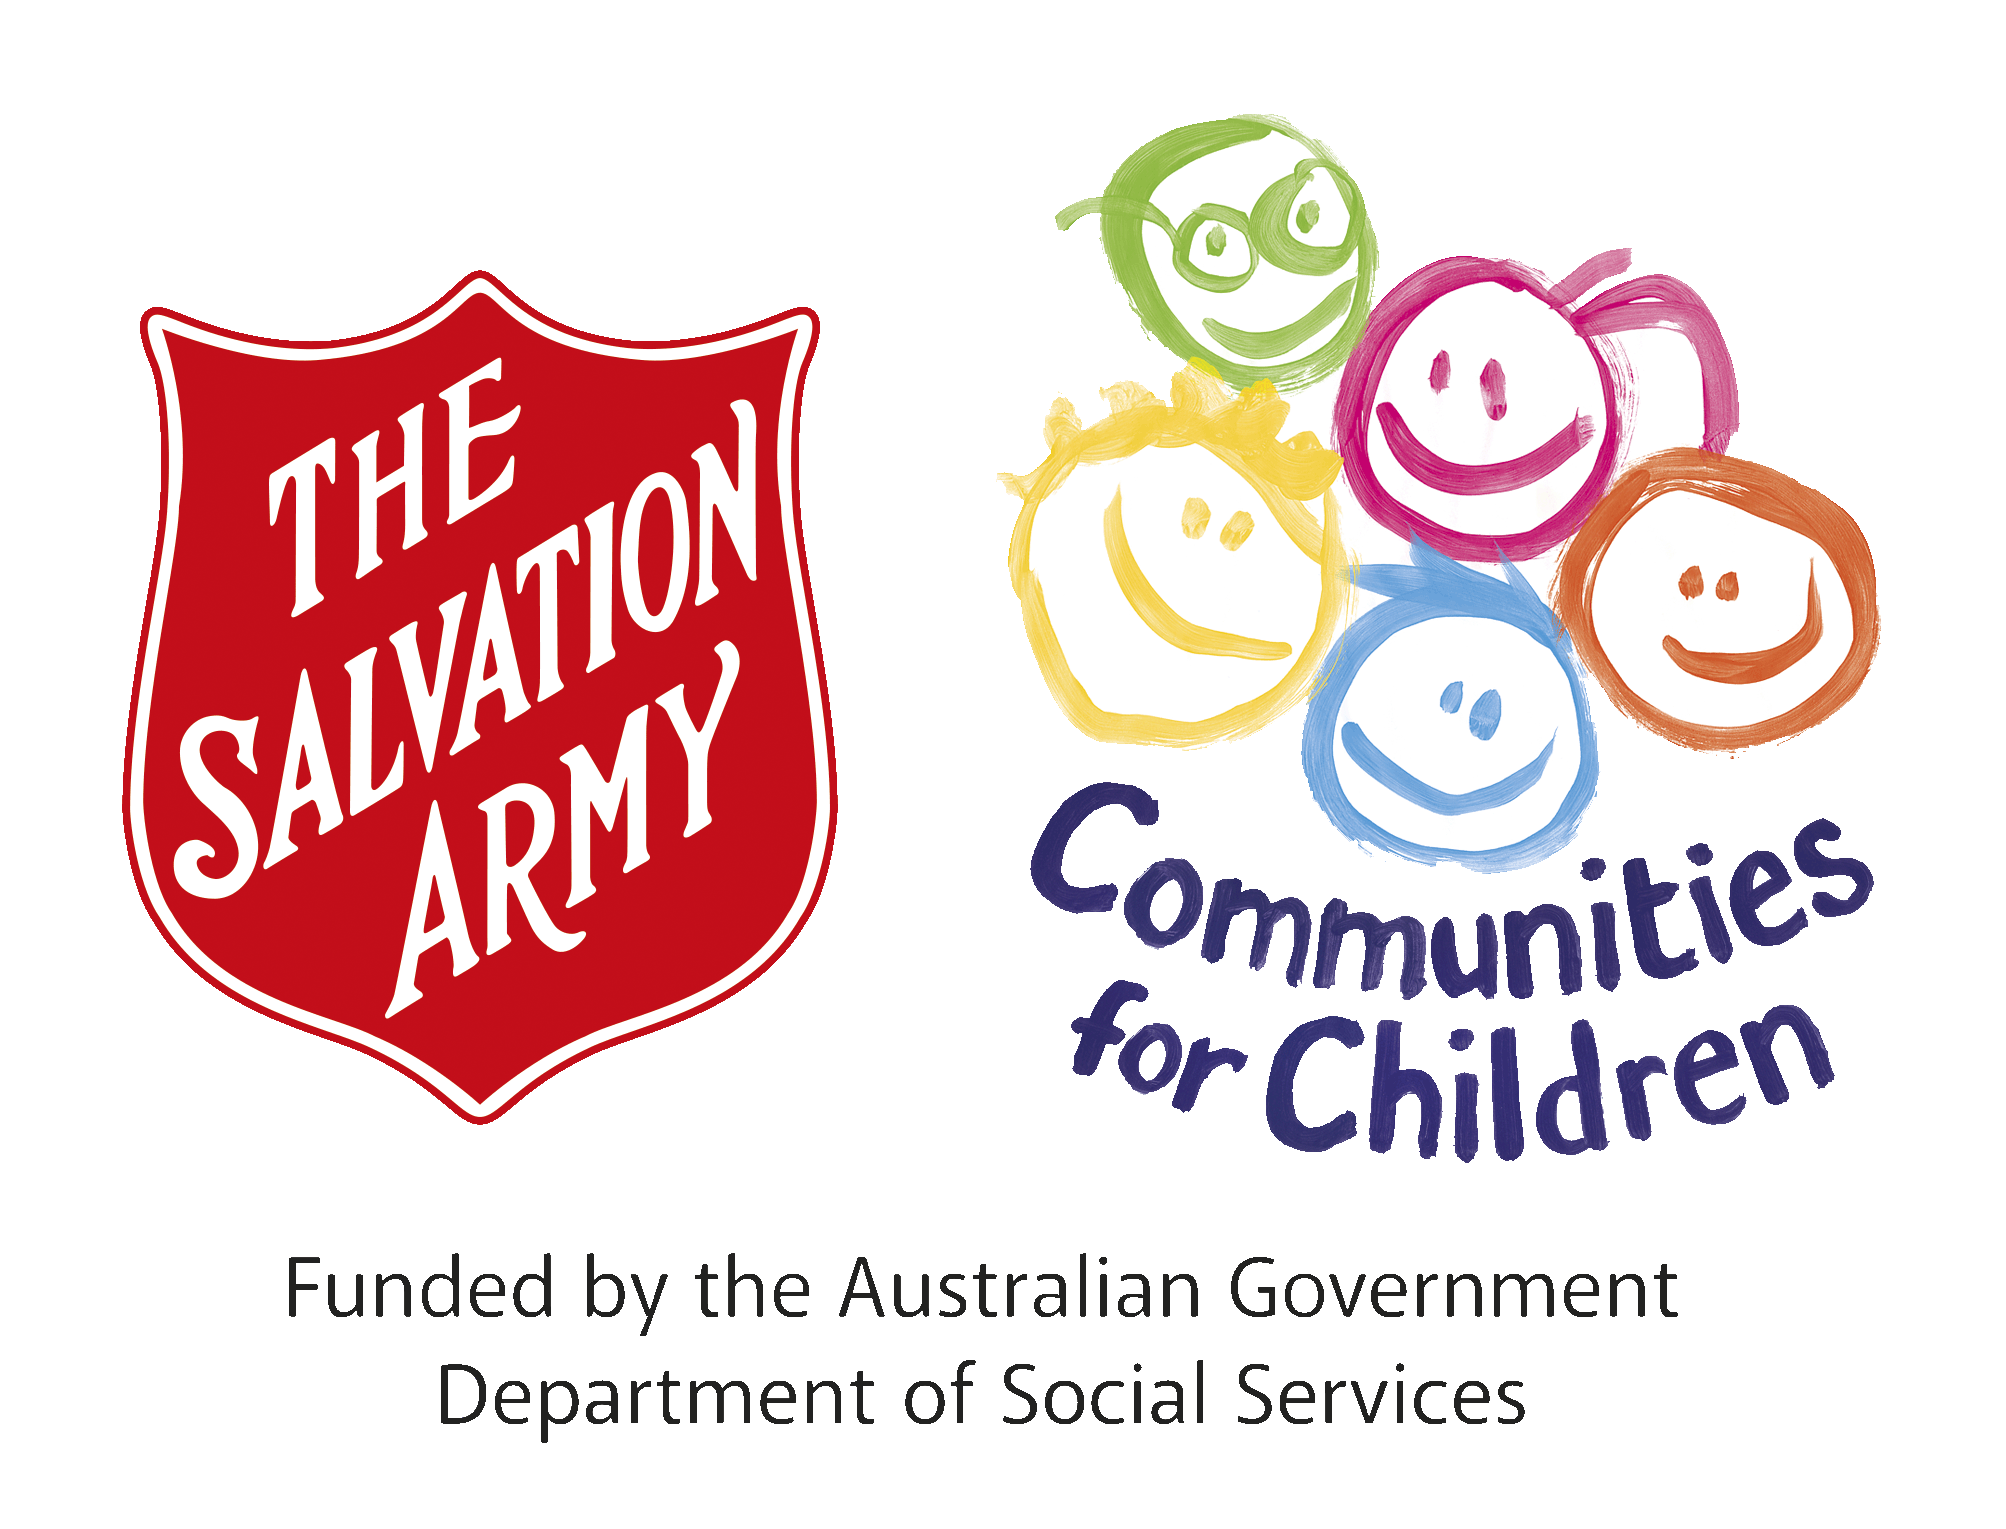 THE
SALVATION
ARMY
Communities
for Children
Funded by the Australian Government
Department of Social Services